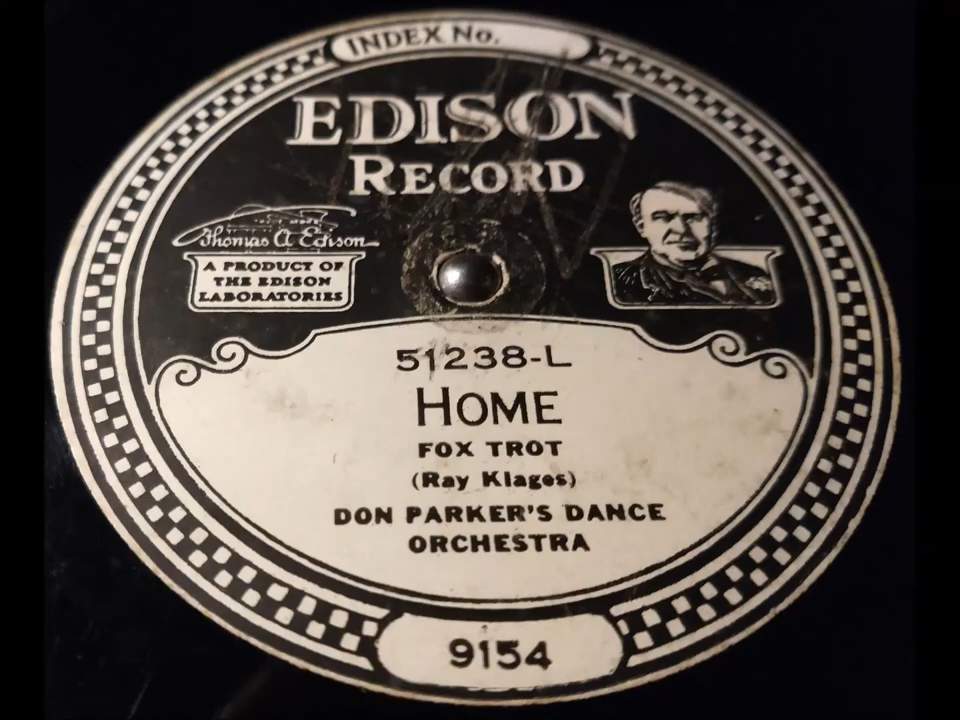 INDEX No.
EDISON
RECORD
Thomas A Edison
A PRODUCT OF
THE EDISON
LABORATORIES
51238-L
HOME
FOX TROT
(Ray Klages)
DON PARKER'S DANCE
ORCHESTRA
9154